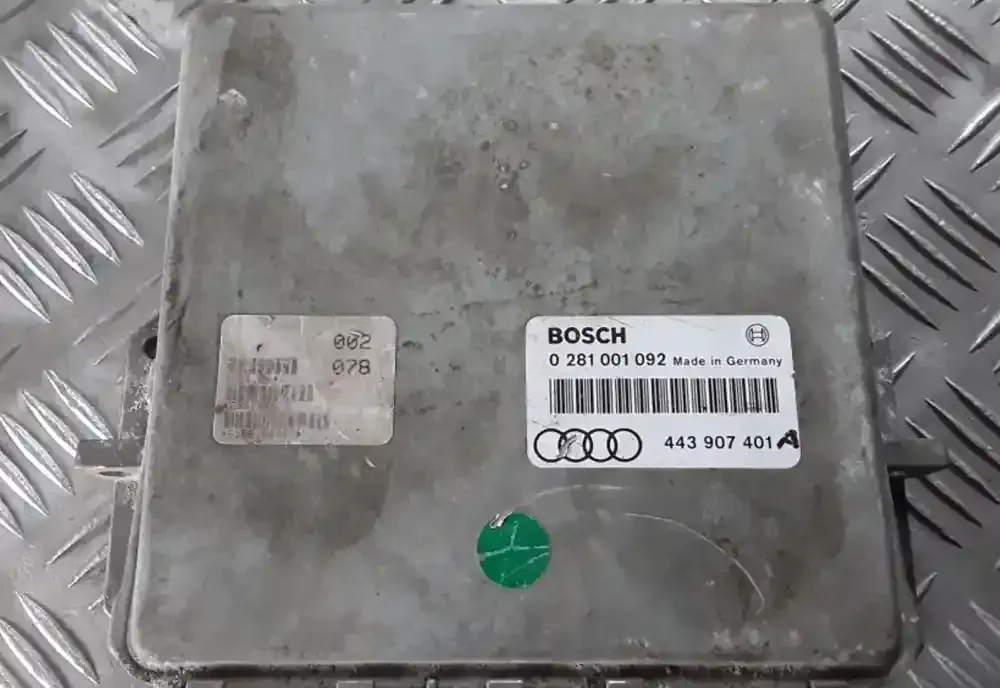 002
078
BOSCH
0 281 001 092 Made in Germany
443 907 401 A